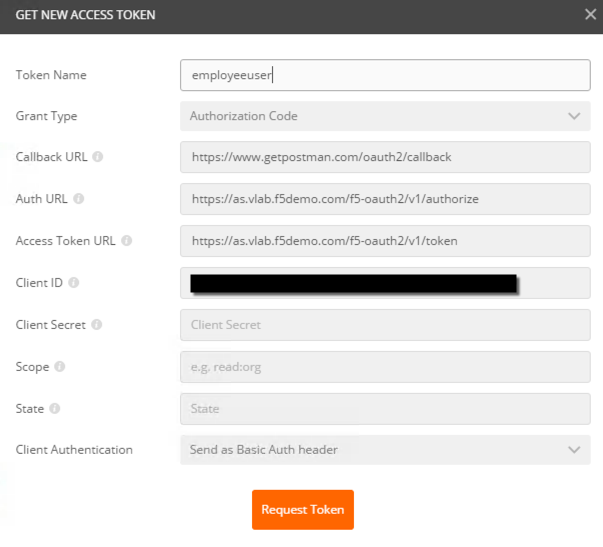 GET NEW ACCESS TOKEN
Token Name employeeuser
Grant Type Authorization Code
Callback URL https://www.getpostman.com/oauth2/callback
Auth URL https://as.vlab.f5demo.com/f5-oauth2/v1/authorize
Access Token URL https://as.vlab.f5demo.com/f5-oauth2/v1/token
Client ID
Client Secret Client Secret
Scope e.g. read:org
State State
Client Authentication Send as Basic Auth header
Request Token